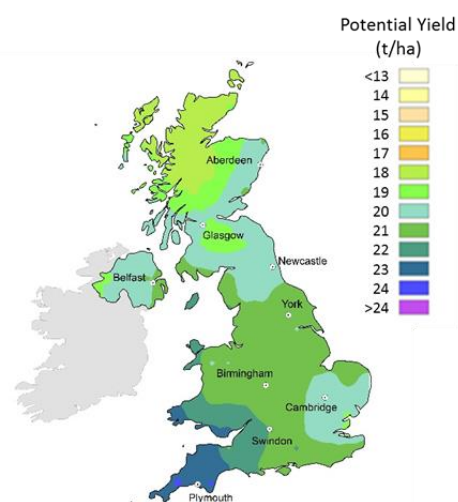 Potential Yield
(t/ha)
<13
14
15
16
17
18
19
20
21
22
23
24
>24
Aberdeen
Glasgow
Newcastle
Belfast
York
Birmingham
Cambridge
Swindon
Plymouth